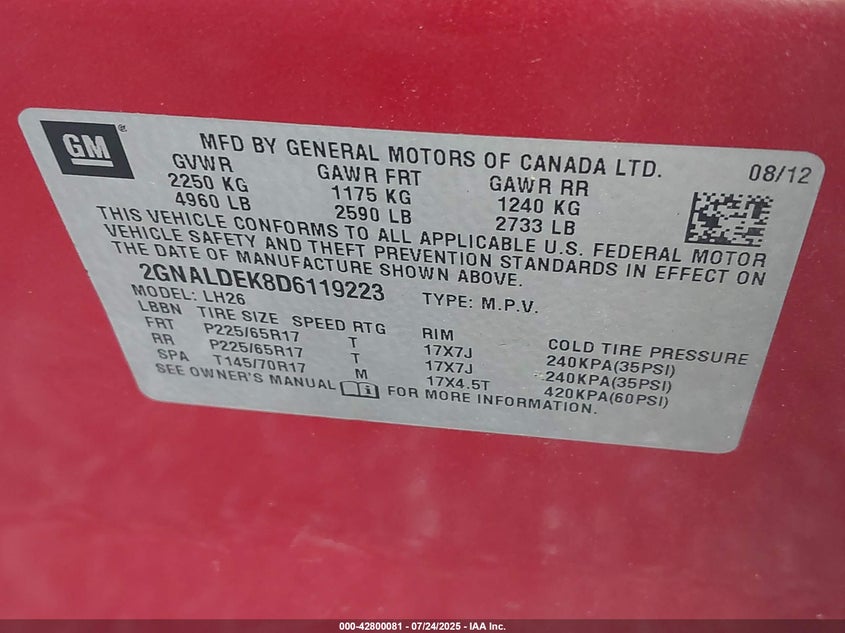 GM®
MFD BY GENERAL MOTORS OF CANADA LTD. 08/12
GVWR GAWR FRT GAWR RR
2250 KG 1175 KG 1240 KG
4960 LB 2590 LB 2733 LB
THIS VEHICLE CONFORMS TO ALL APPLICABLE U.S. FEDERAL MOTOR
VEHICLE SAFETY AND THEFT PREVENTION STANDARDS IN EFFECT ON
THE DATE OF MANUFACTURE SHOWN ABOVE.
2GNALDEK8D6119223 TYPE: M.P.V.
MODEL: LH26
LBBN TIRE SIZE SPEED RTG RIM COLD TIRE PRESSURE
FRT P225/65R17 T 17X7J 240KPA(35PSI)
RR P225/65R17 T 17X7J 240KPA(35PSI)
SPA T145/70R17 M 17X4.5T 420KPA(60PSI)
SEE OWNER'S MANUAL i FOR MORE INFORMATION.
000-42800081 - 07/24/2025 - IAA Inc.